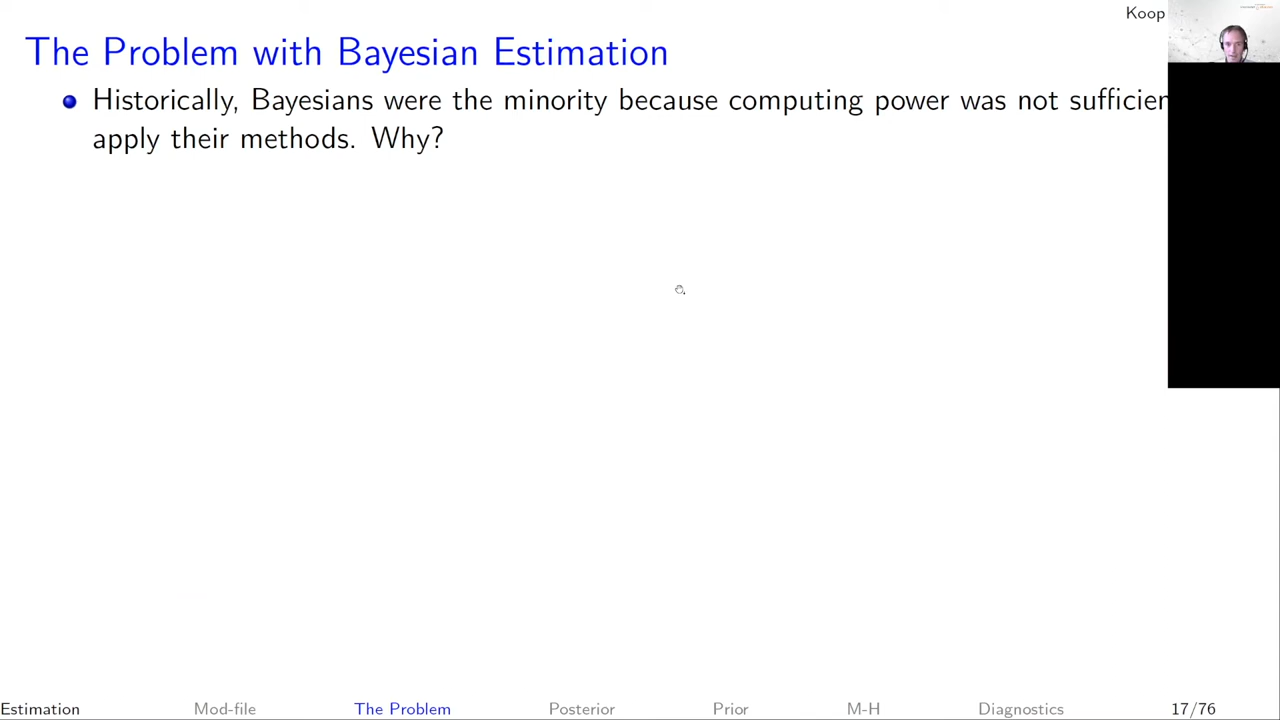 Koop
The Problem with Bayesian Estimation
Historically, Bayesians were the minority because computing power was not sufficien
apply their methods. Why?
Estimation Mod-file The Problem Posterior Prior M-H Diagnostics 17/76